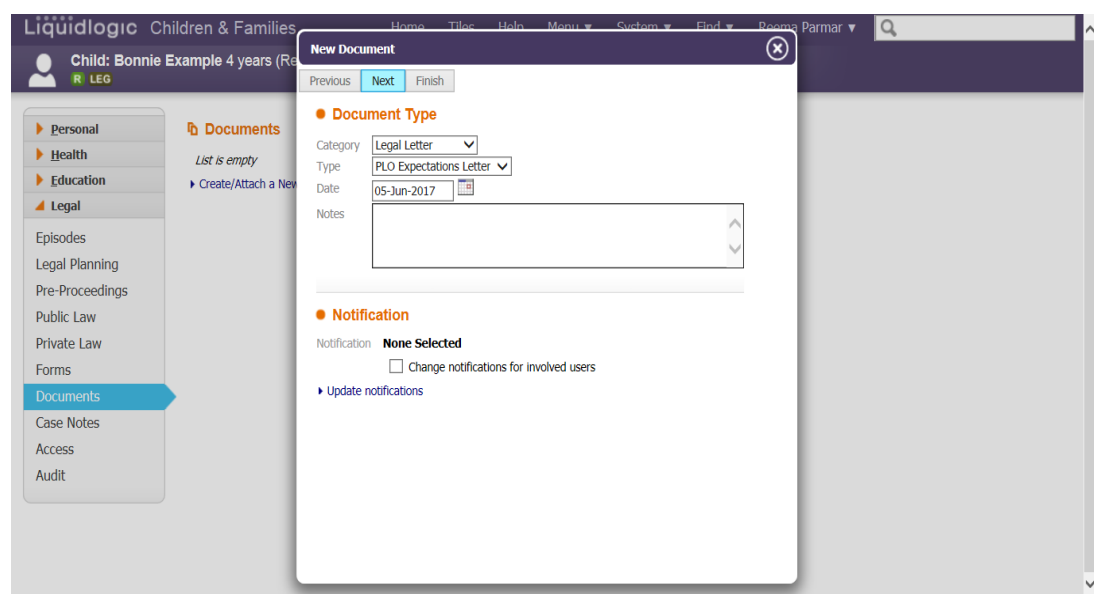 Liquidlogic Children & Families
Home Tiles Help Menu System Find Reema Parmar
Child: Bonnie Example 4 years (Re
R LEG
Personal
Health
Education
Legal
Episodes
Legal Planning
Pre-Proceedings
Public Law
Private Law
Forms
Documents
Case Notes
Access
Audit
Documents
List is empty
Create/Attach a New
New Document
Previous Next Finish
Document Type
Category Legal Letter
Type PLO Expectations Letter
Date 05-Jun-2017
Notes
Notification
Notification None Selected
Change notifications for involved users
Update notifications